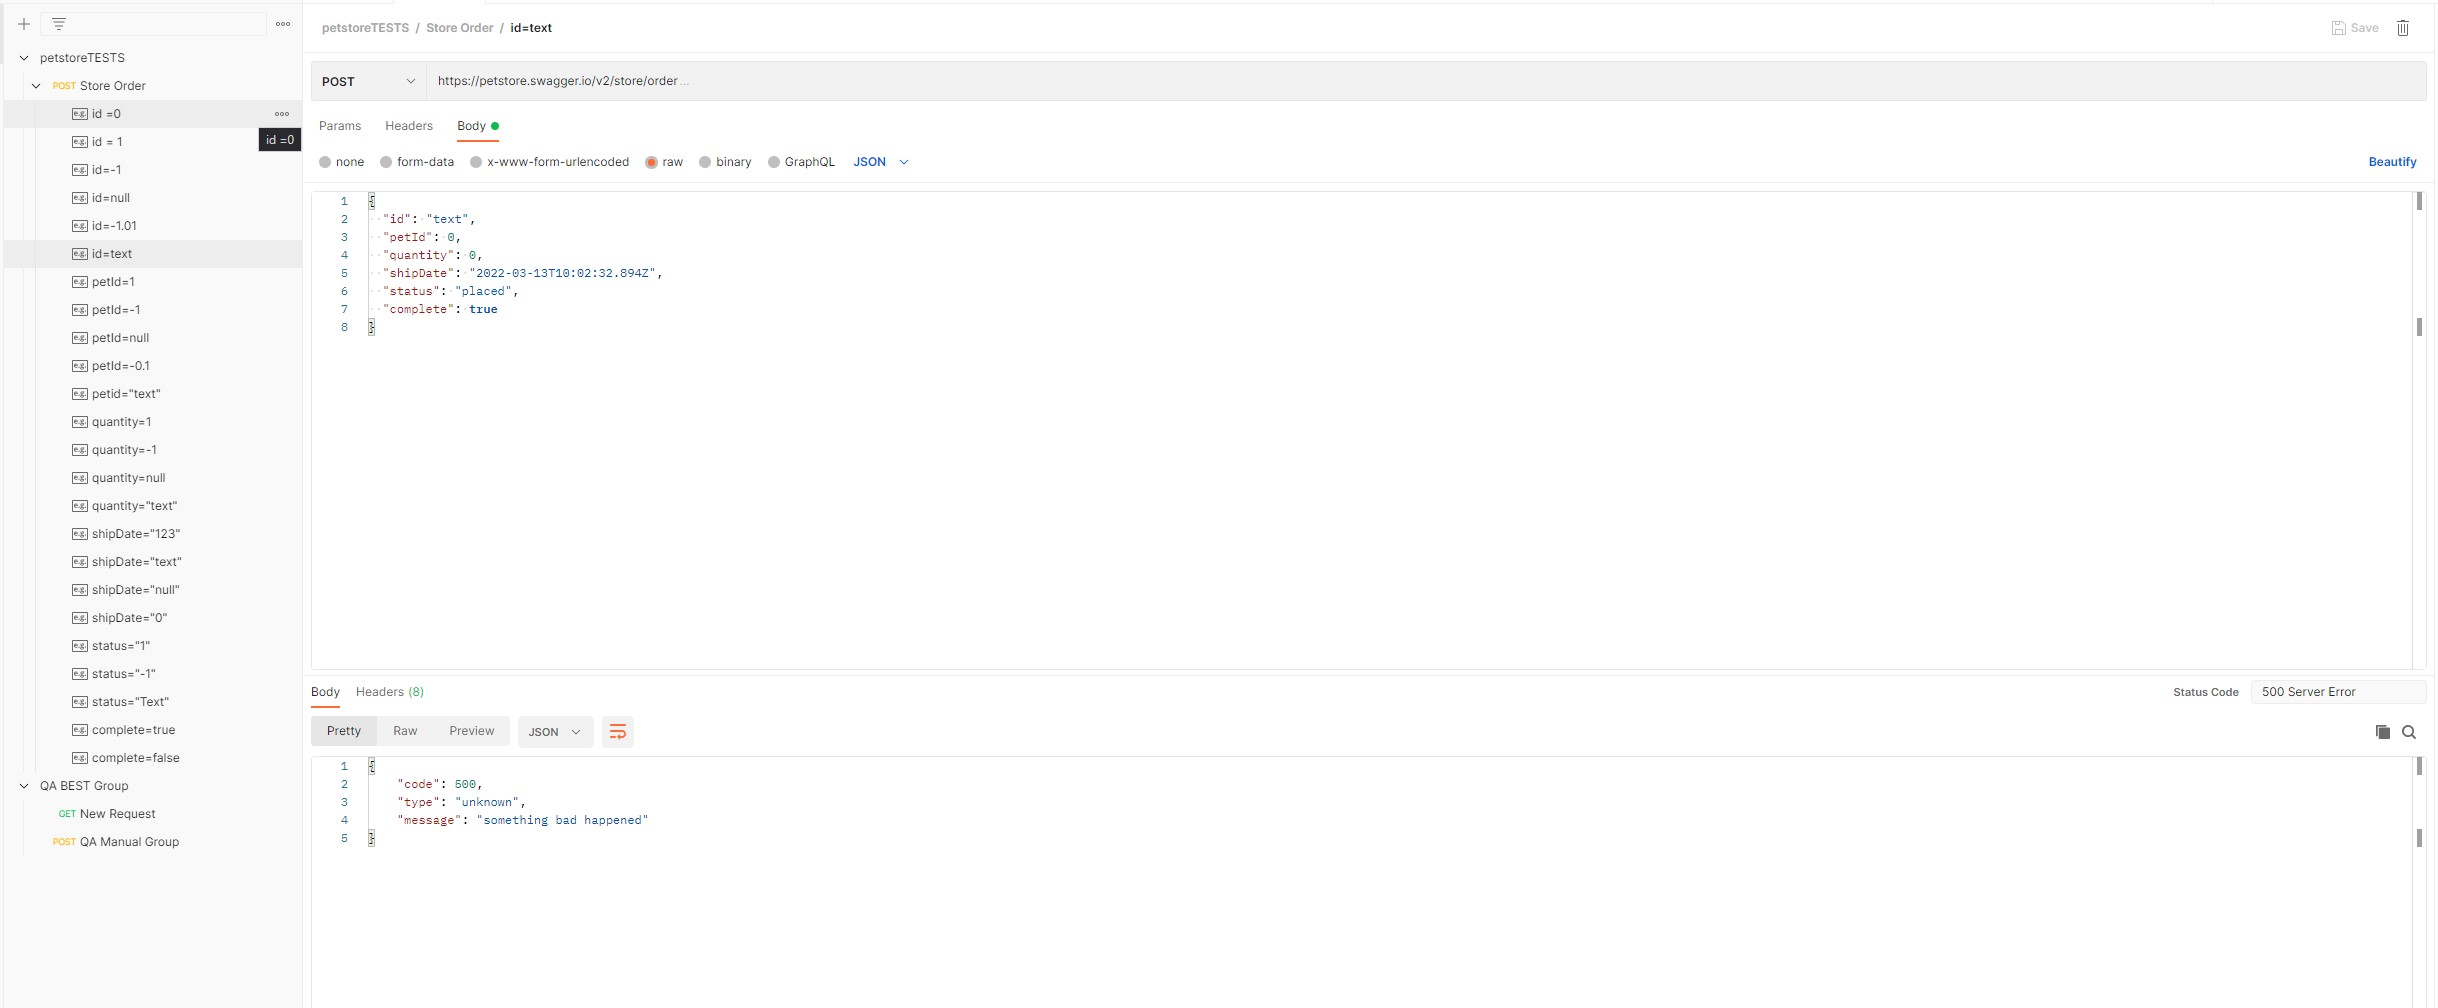 petstoreTESTS
POST Store Order
e.g. id =0
id =0
e.g. id = 1
e.g. id=-1
e.g. id=null
e.g. id=-1.01
e.g. id=text
e.g. petId=1
e.g. petId=-1
e.g. petId=null
e.g. petId=-0.1
e.g. petid="text"
e.g. quantity=1
e.g. quantity=-1
e.g. quantity=null
e.g. quantity="text"
e.g. shipDate="123"
e.g. shipDate="text"
e.g. shipDate="null"
e.g. shipDate="0"
e.g. status="1"
e.g. status="-1"
e.g. status="Text"
e.g. complete=true
e.g. complete=false
QA BEST Group
GET New Request
POST QA Manual Group
petstoreTESTS / Store Order / id=text
Save
POST
https://petstore.swagger.io/v2/store/order...
Params Headers Body
none form-data x-www-form-urlencoded raw binary GraphQL JSON
Beautify
1 {
2 "id": "text",
3 "petId": 0,
4 "quantity": 0,
5 "shipDate": "2022-03-13T10:02:32.894Z",
6 "status": "placed",
7 "complete": true
8 }
Body Headers (8)
Status Code 500 Server Error
Pretty Raw Preview JSON
1 {
2 "code": 500,
3 "type": "unknown",
4 "message": "something bad happened"
5 }